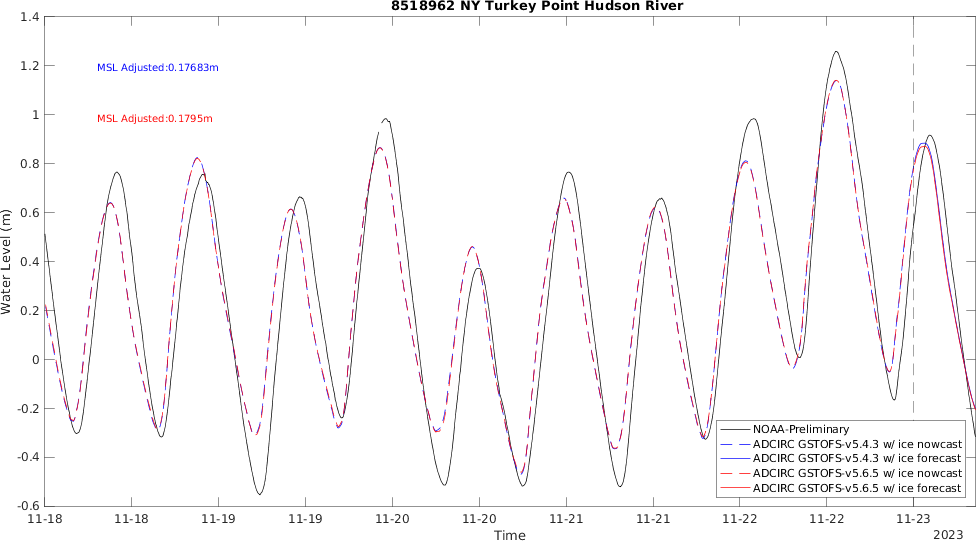 8518962 NY Turkey Point Hudson River
1.4
1.2
1
0.8
0.6
0.4
0.2
0
-0.2
-0.4
-0.6
Water Level (m)
MSL Adjusted:0.17683m
MSL Adjusted:0.1795m
NOAA-Preliminary
ADCIRC GSTOFS-v5.4.3 w/ ice nowcast
ADCIRC GSTOFS-v5.4.3 w/ ice forecast
ADCIRC GSTOFS-v5.6.5 w/ ice nowcast
ADCIRC GSTOFS-v5.6.5 w/ ice forecast
11-18 11-18 11-19 11-19 11-20 11-20 11-21 11-21 11-22 11-22 11-23
Time
2023